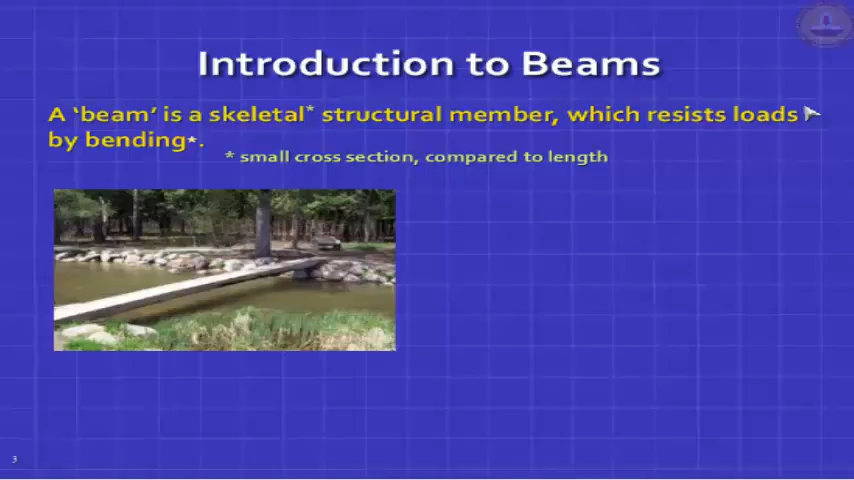 Introduction to Beams
A ‘beam’ is a skeletal* structural member, which resists loads
by bending*.
* small cross section, compared to length
3